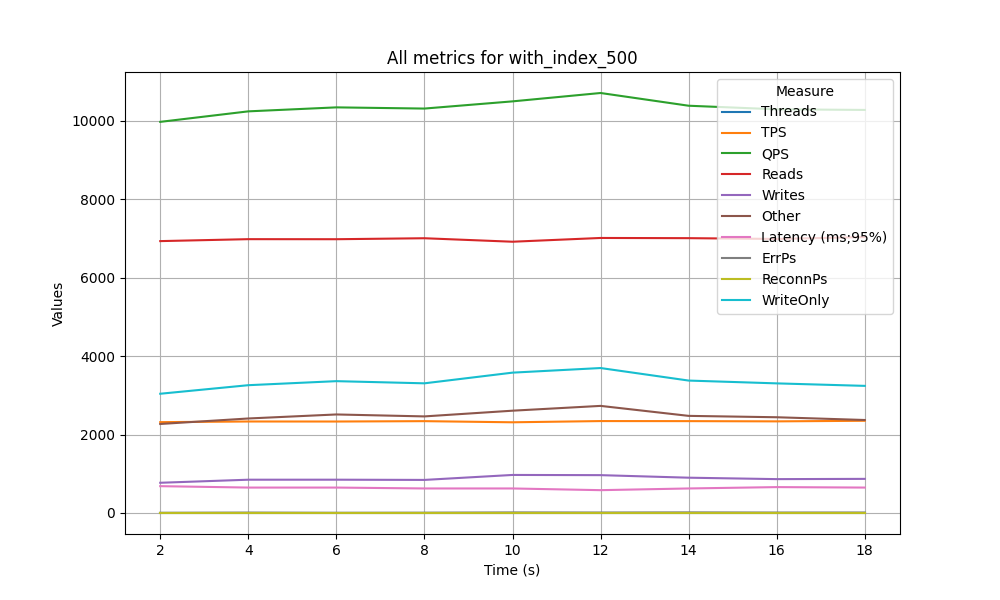 All metrics for with_index_500
Measure
Threads
TPS
QPS
Reads
Writes
Other
Latency (ms;95%)
ErrPs
ReconnPs
WriteOnly
Values
10000
8000
6000
4000
2000
0
2 4 6 8 10 12 14 16 18
Time (s)